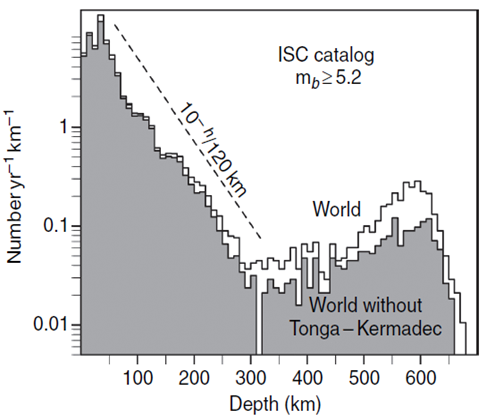 ISC catalog
m_b ≥ 5.2
10^−h/120 km
World
World without
Tonga – Kermadec
Number yr^−1 km^−1
1
0.1
0.01
100 200 300 400 500 600
Depth (km)